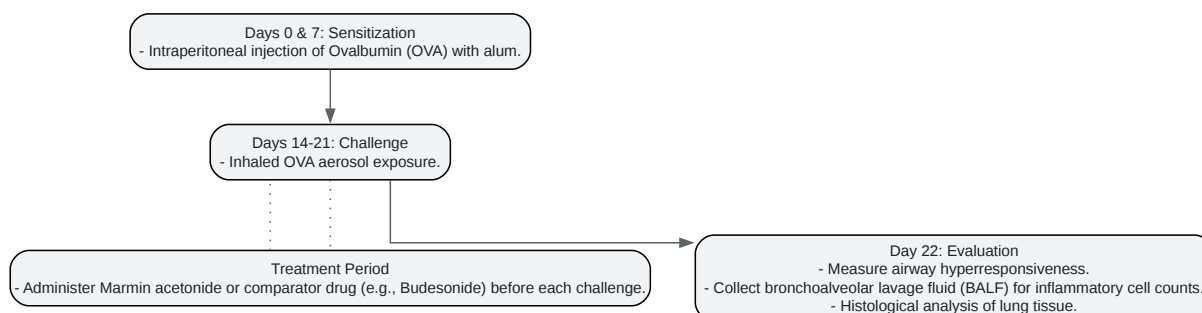 Days 0 & 7: Sensitization
- Intraperitoneal injection of Ovalbumin (OVA) with alum.
Days 14-21: Challenge
- Inhaled OVA aerosol exposure.
Treatment Period
- Administer Marmin acetonide or comparator drug (e.g., Budesonide) before each challenge.
Day 22: Evaluation
- Measure airway hyperresponsiveness.
- Collect bronchoalveolar lavage fluid (BALF) for inflammatory cell counts.
- Histological analysis of lung tissue.